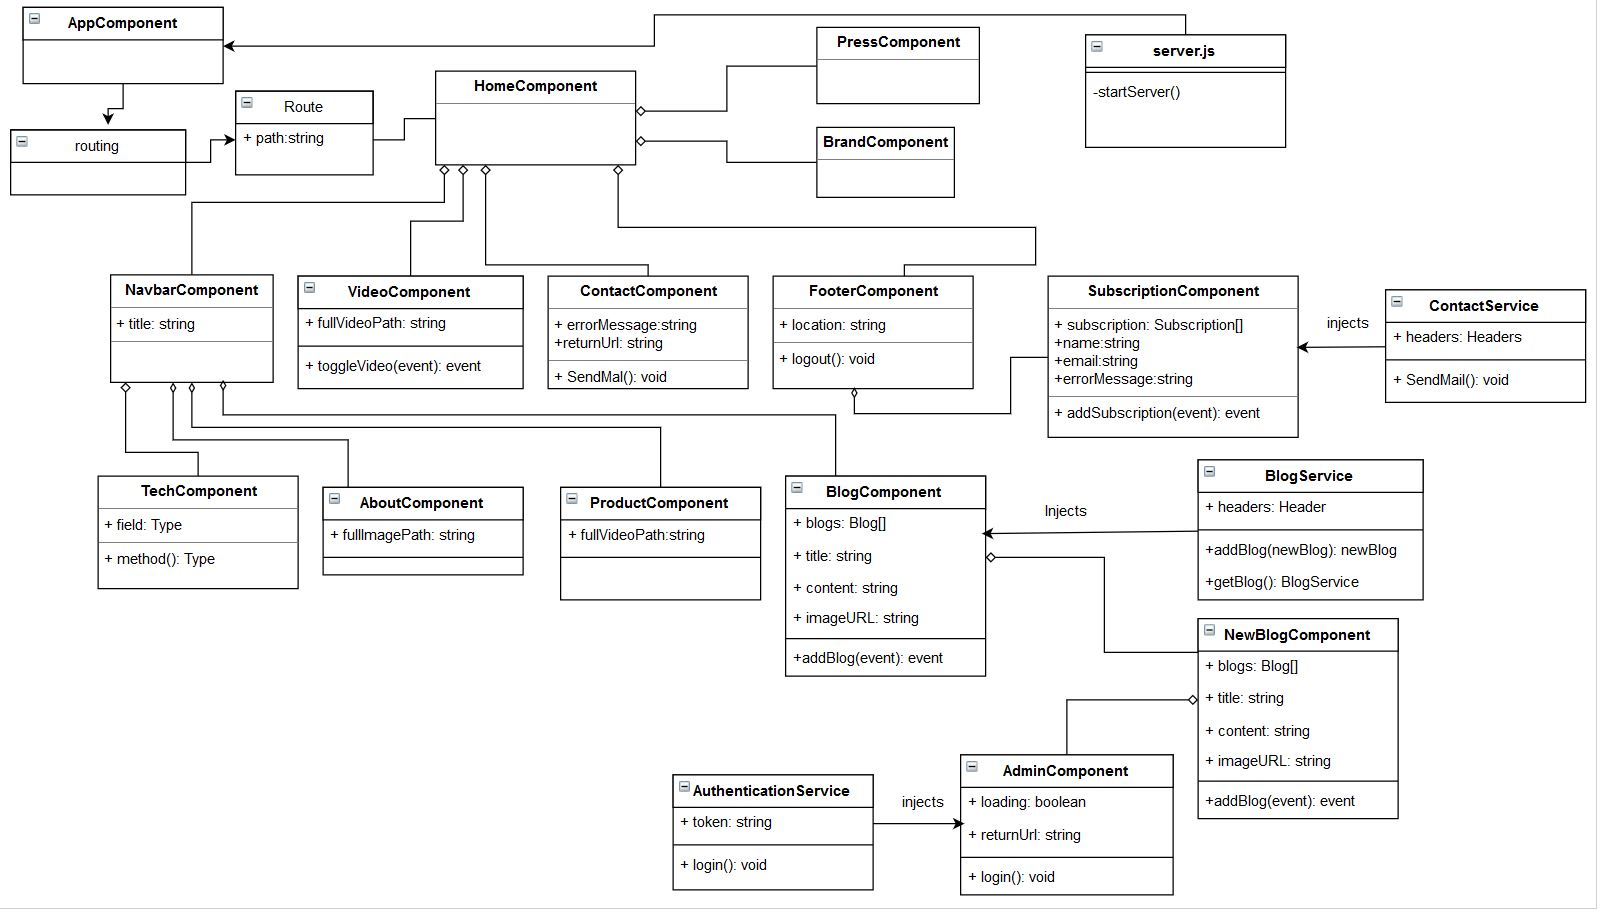 AppComponent
server.js
-startServer()
PressComponent
HomeComponent
Route
+ path:string
routing
BrandComponent
NavbarComponent
+ title: string
VideoComponent
+ fullVideoPath: string
+ toggleVideo(event): event
ContactComponent
+ errorMessage:string
+returnUrl: string
+ SendMal(): void
FooterComponent
+ location: string
+ logout(): void
SubscriptionComponent
+ subscription: Subscription[]
+name:string
+email:string
+errorMessage:string
+ addSubscription(event): event
injects
ContactService
+ headers: Headers
+ SendMail(): void
TechComponent
+ field: Type
+ method(): Type
AboutComponent
+ fullImagePath: string
ProductComponent
+ fullVideoPath:string
BlogComponent
+ blogs: Blog[]
+ title: string
+ content: string
+ imageURL: string
+addBlog(event): event
Injects
BlogService
+ headers: Header
+addBlog(newBlog): newBlog
+getBlog(): BlogService
NewBlogComponent
+ blogs: Blog[]
+ title: string
+ content: string
+ imageURL: string
+addBlog(event): event
AuthenticationService
+ token: string
+ login(): void
injects
AdminComponent
+ loading: boolean
+ returnUrl: string
+ login(): void